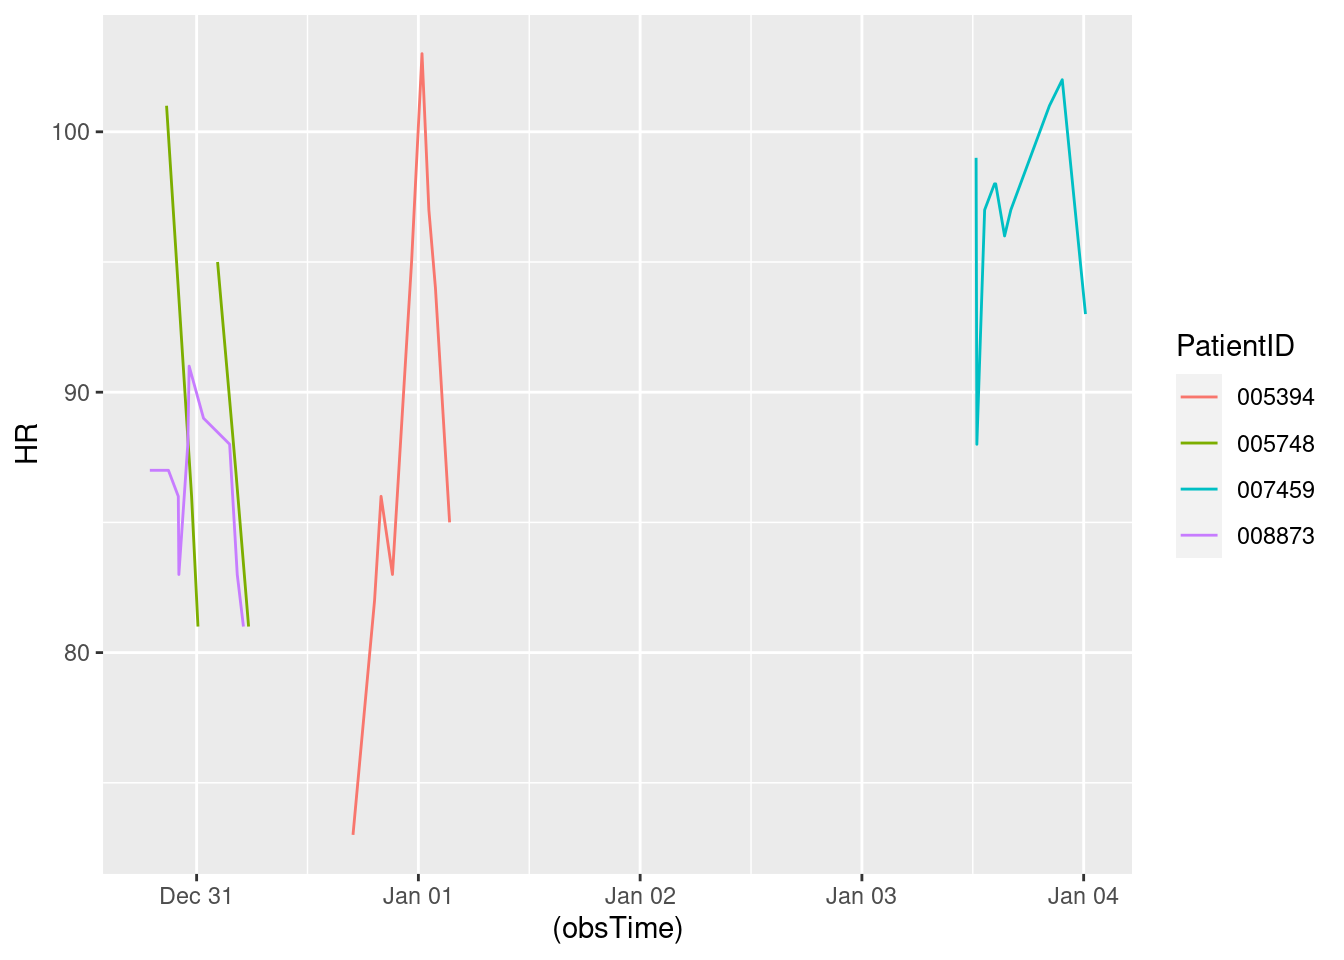 100
90
80
HR
Dec 31
Jan 01
Jan 02
Jan 03
Jan 04
(obsTime)
PatientID
005394
005748
007459
008873